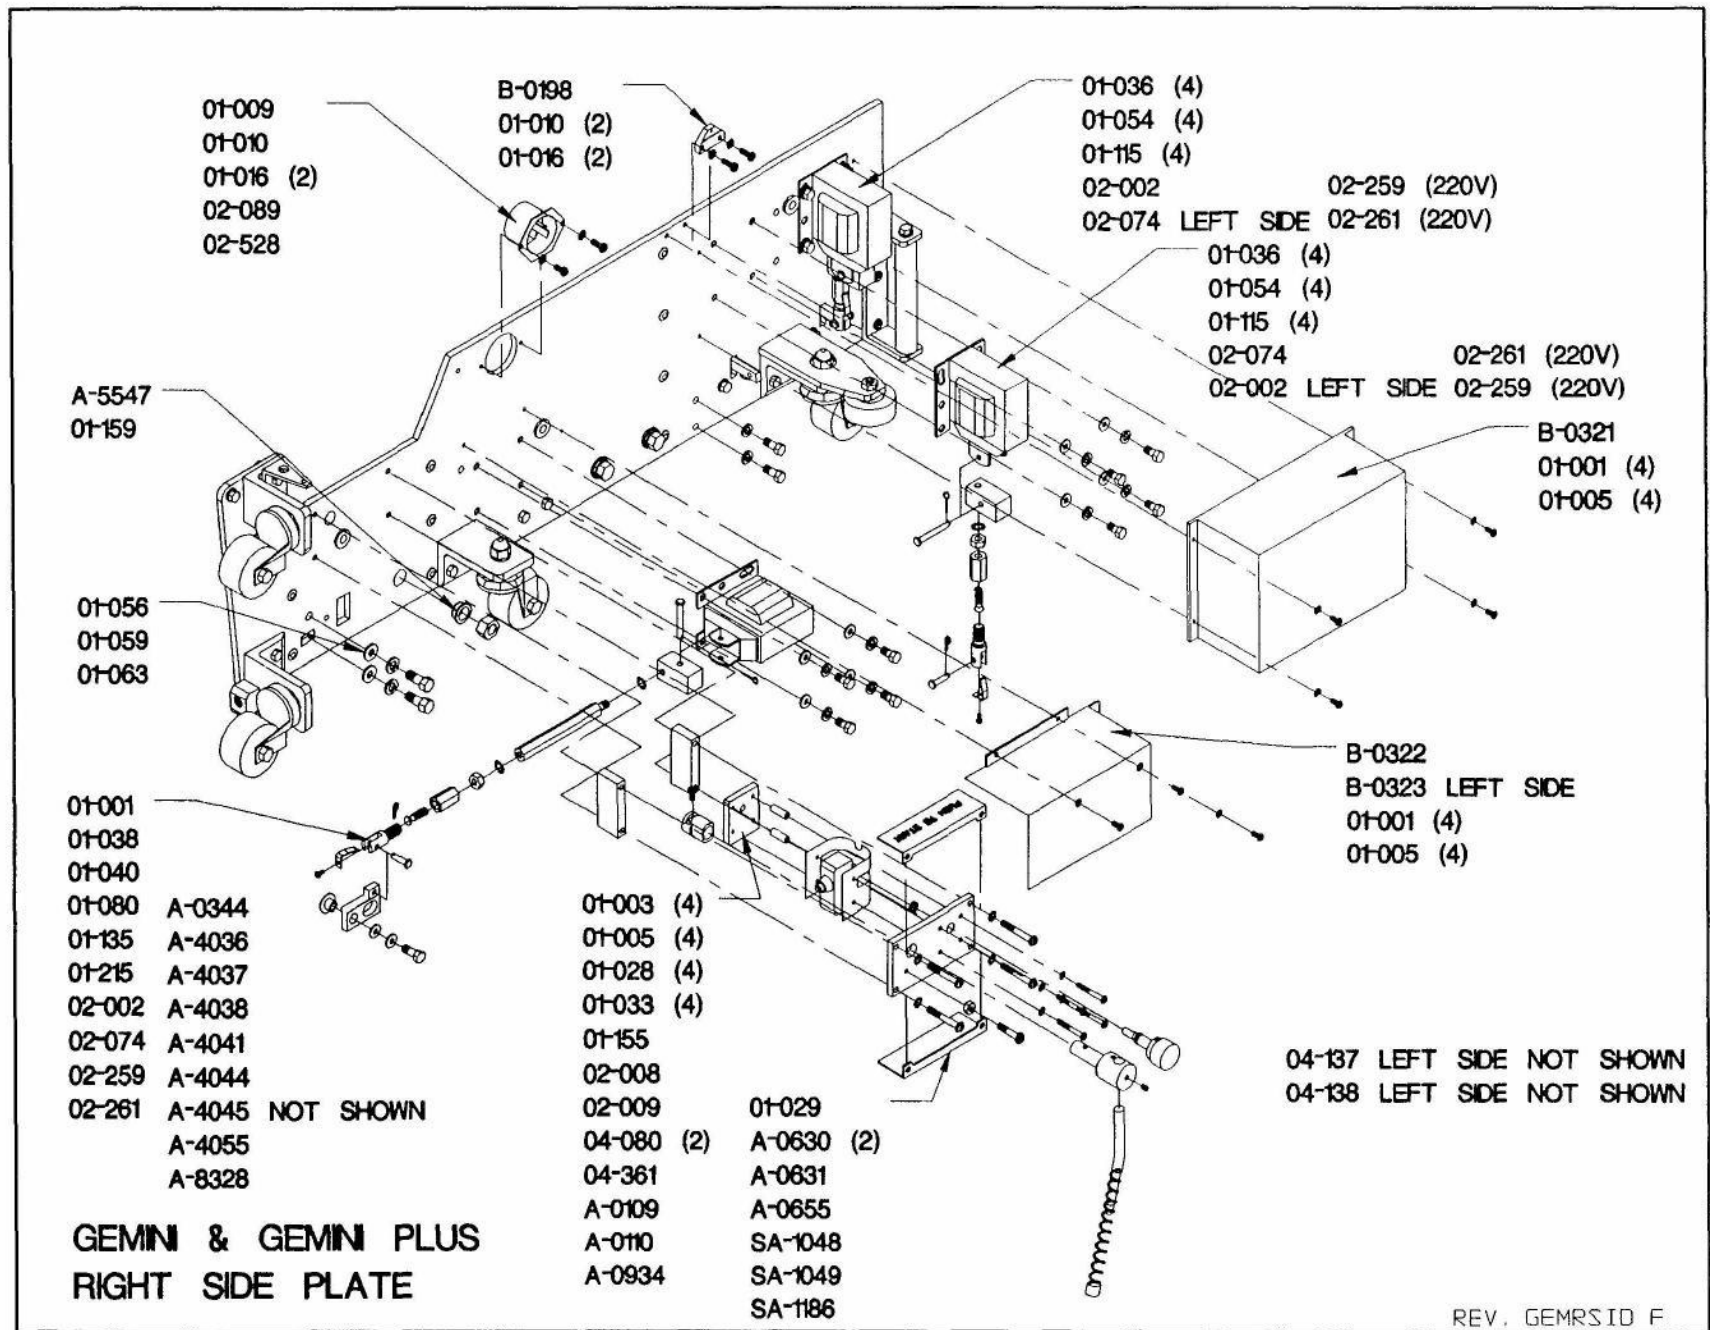 01-009
01-010
01-016 (2)
02-089
02-528
B-0198
01-010 (2)
01-016 (2)
01-036 (4)
01-054 (4)
01-115 (4)
02-002 02-259 (220V)
02-074 LEFT SIDE 02-261 (220V)
01-036 (4)
01-054 (4)
01-115 (4)
02-074 02-261 (220V)
02-002 LEFT SIDE 02-259 (220V)
A-5547
01-159
B-0321
01-001 (4)
01-005 (4)
01-056
01-059
01-063
B-0322
B-0323 LEFT SIDE
01-001 (4)
01-005 (4)
01-001
01-038
01-040
01-080 A-0344
01-135 A-4036
01-215 A-4037
02-002 A-4038
02-074 A-4041
02-259 A-4044
02-261 A-4045 NOT SHOWN
A-4055
A-8328
01-003 (4)
01-005 (4)
01-028 (4)
01-033 (4)
01-155
02-008
02-009
04-080 (2)
04-361
A-0109
A-0110
A-0934
01-029
A-0630 (2)
A-0631
A-0655
SA-1048
SA-1049
SA-1186
04-137 LEFT SIDE NOT SHOWN
04-138 LEFT SIDE NOT SHOWN
GEMINI & GEMINI PLUS
RIGHT SIDE PLATE
REV. GEMRSID F